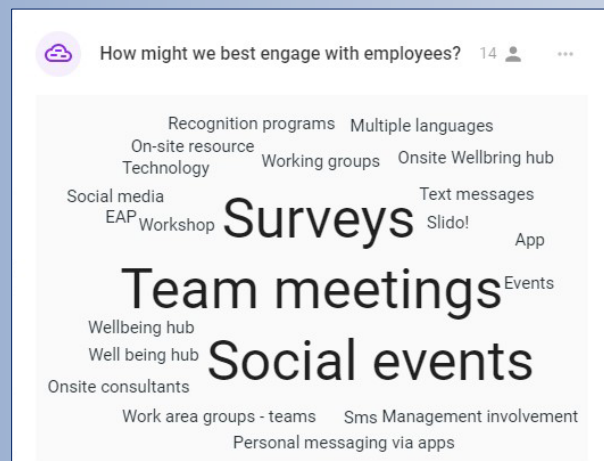 How might we best engage with employees? 14
Recognition programs Multiple languages
On-site resource
Technology Working groups Onsite Wellbring hub
Social media Text messages
EAP Workshop Surveys Slido!
App
Team meetings Events
Wellbeing hub
Well being hub Social events
Onsite consultants
Work area groups - teams Sms Management involvement
Personal messaging via apps